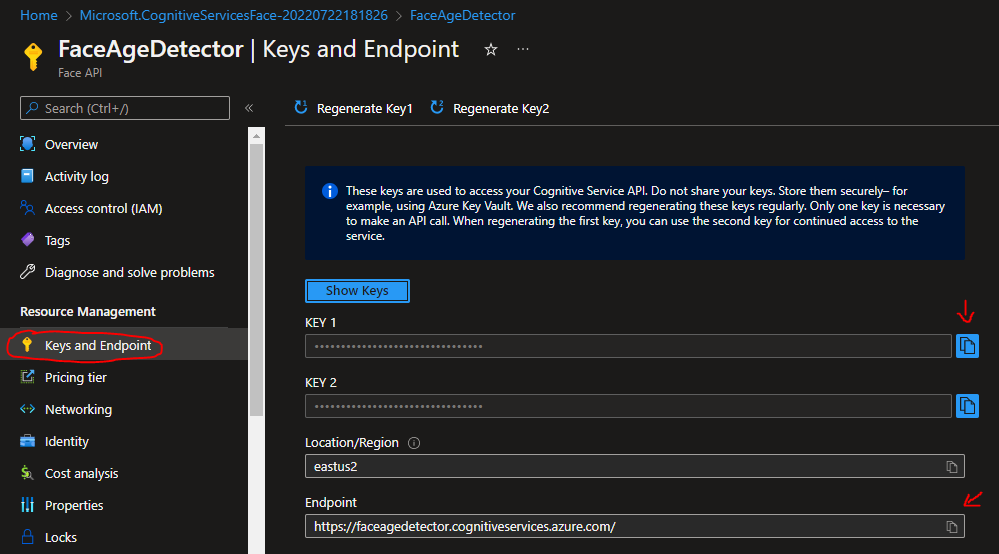 Home > Microsoft.CognitiveServicesFace-20220722181826 > FaceAgeDetector
FaceAgeDetector | Keys and Endpoint
Face API
Search (Ctrl+/)
Overview
Activity log
Access control (IAM)
Tags
Diagnose and solve problems
Resource Management
Keys and Endpoint
Pricing tier
Networking
Identity
Cost analysis
Properties
Locks
Regenerate Key1 Regenerate Key2
These keys are used to access your Cognitive Service API. Do not share your keys. Store them securely– for
example, using Azure Key Vault. We also recommend regenerating these keys regularly. Only one key is necessary
to make an API call. When regenerating the first key, you can use the second key for continued access to the
service.
Show Keys
KEY 1
KEY 2
Location/Region
eastus2
Endpoint
https://faceagedetector.cognitiveservices.azure.com/